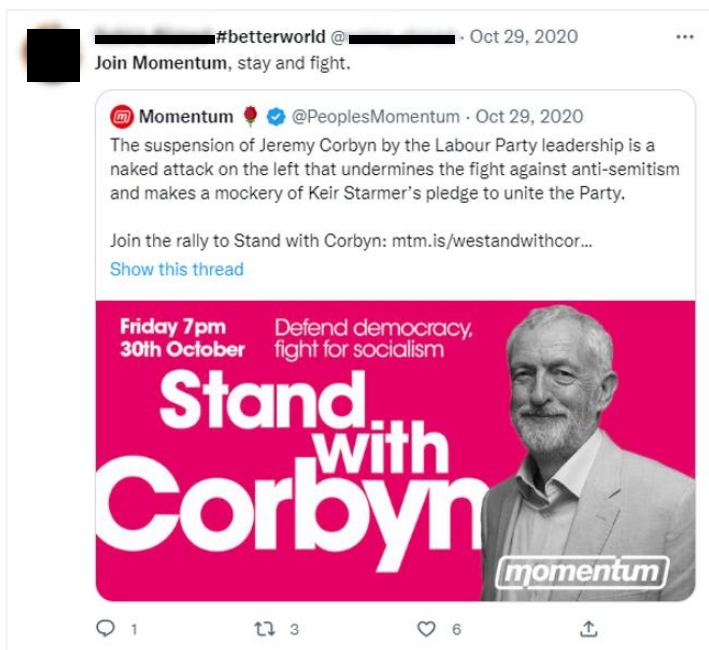 #betterworld @ · Oct 29, 2020
Join Momentum, stay and fight.
Momentum @PeoplesMomentum · Oct 29, 2020
The suspension of Jeremy Corbyn by the Labour Party leadership is a
naked attack on the left that undermines the fight against anti-semitism
and makes a mockery of Keir Starmer's pledge to unite the Party.
Join the rally to Stand with Corbyn: mtm.is/westandwithcor...
Show this thread
Friday 7pm
30th October
Defend democracy,
fight for socialism
Stand
with
Corbyn
momentum
1 3 6